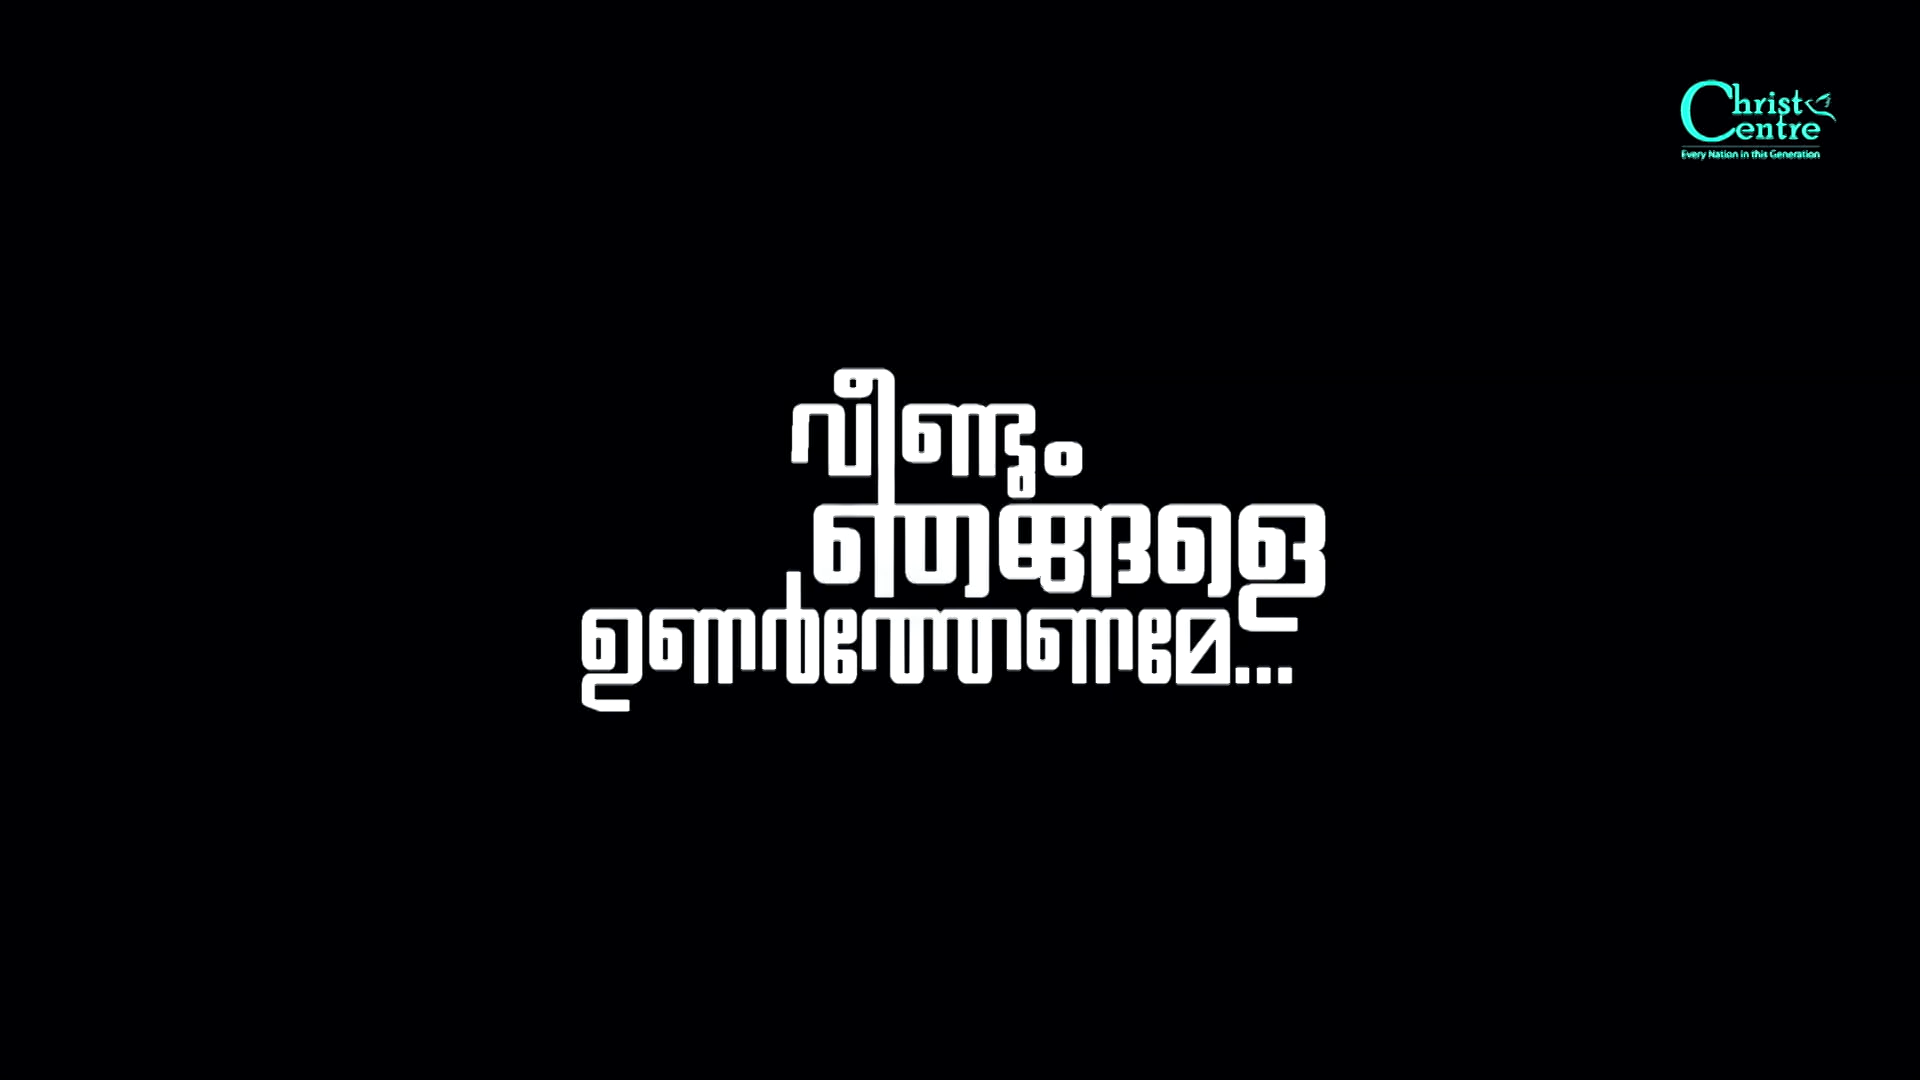 Christ
Centre
Every Nation in this Generation
വീണ്ടും
ഞങ്ങളെ
ഉണർത്തേണമേ...